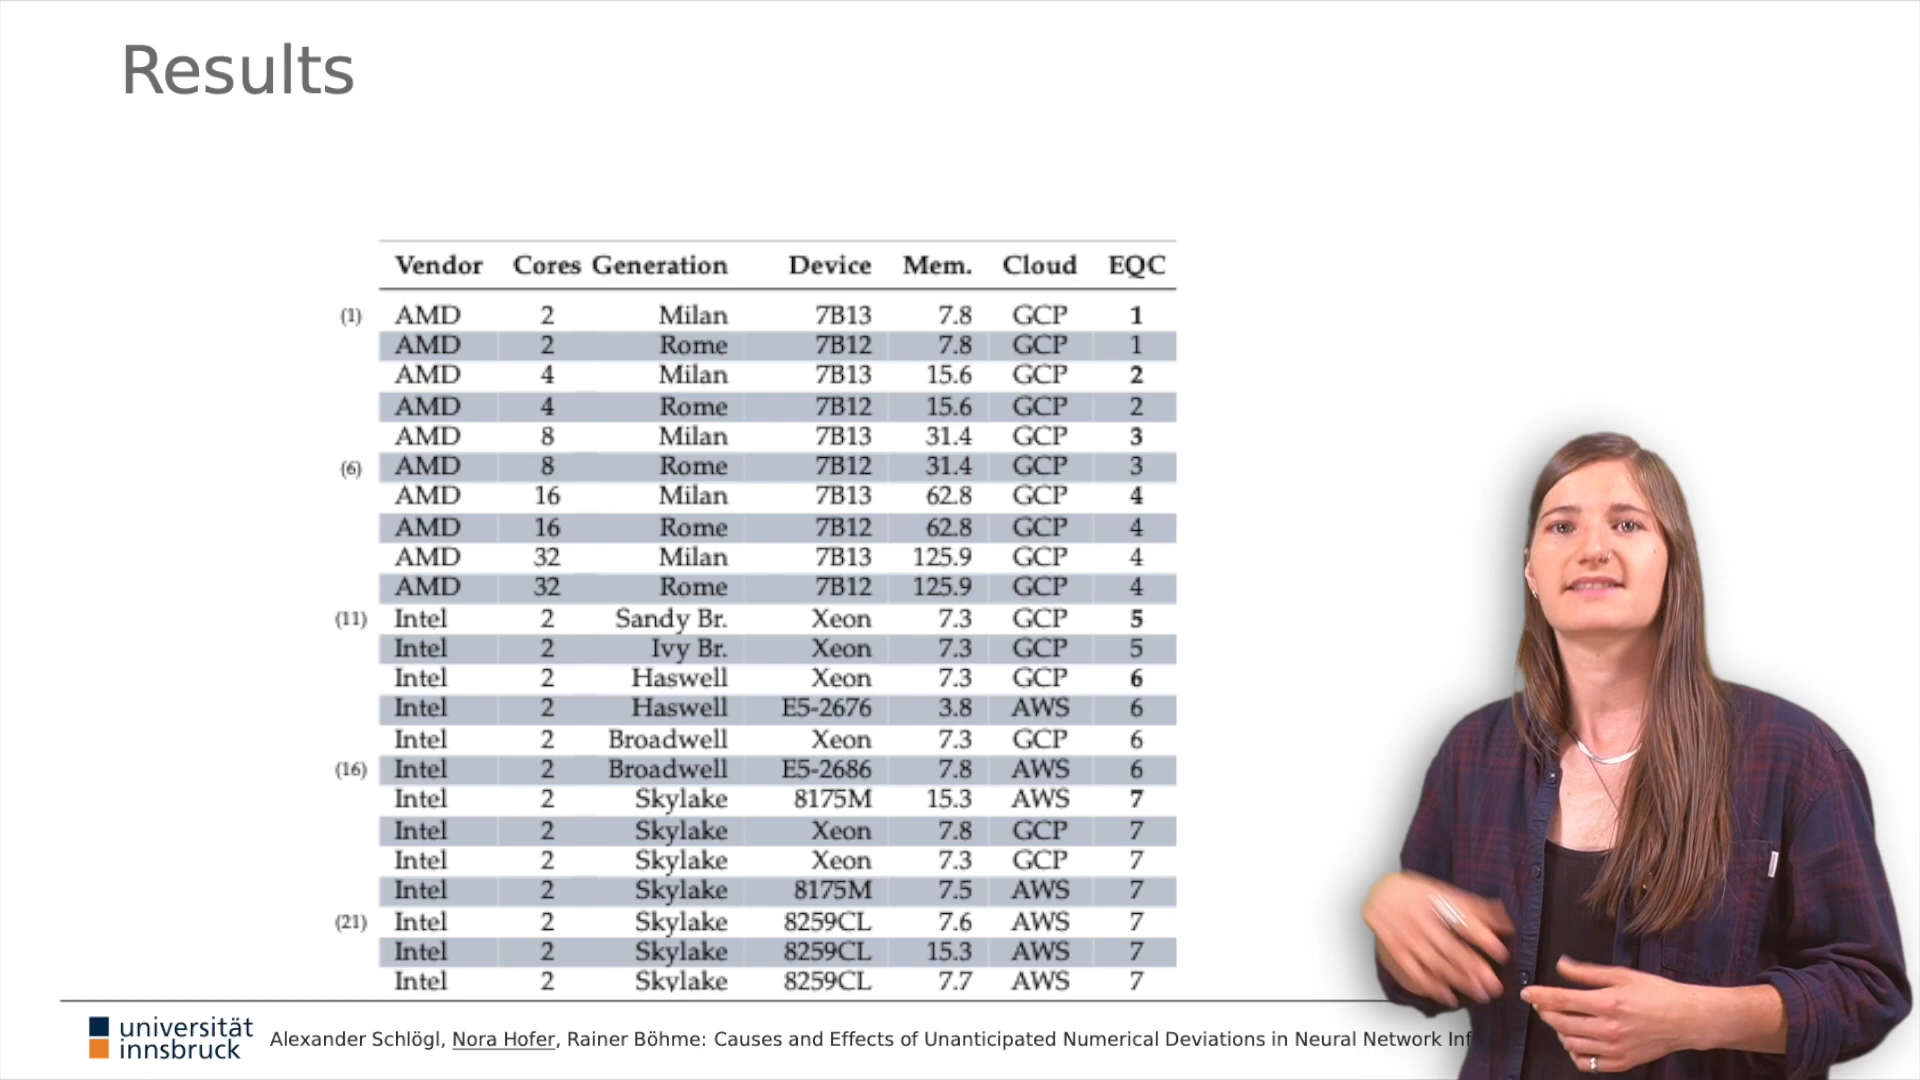 Results
Vendor Cores Generation Device Mem. Cloud EQC
(1) AMD 2 Milan 7B13 7.8 GCP 1
AMD 2 Rome 7B12 7.8 GCP 1
AMD 4 Milan 7B13 15.6 GCP 2
AMD 4 Rome 7B12 15.6 GCP 2
AMD 8 Milan 7B13 31.4 GCP 3
(6) AMD 8 Rome 7B12 31.4 GCP 3
AMD 16 Milan 7B13 62.8 GCP 4
AMD 16 Rome 7B12 62.8 GCP 4
AMD 32 Milan 7B13 125.9 GCP 4
AMD 32 Rome 7B12 125.9 GCP 4
(11) Intel 2 Sandy Br. Xeon 7.3 GCP 5
Intel 2 Ivy Br. Xeon 7.3 GCP 5
Intel 2 Haswell Xeon 7.3 GCP 6
Intel 2 Haswell E5-2676 3.8 AWS 6
Intel 2 Broadwell Xeon 7.3 GCP 6
(16) Intel 2 Broadwell E5-2686 7.8 AWS 6
Intel 2 Skylake 8175M 15.3 AWS 7
Intel 2 Skylake Xeon 7.8 GCP 7
Intel 2 Skylake Xeon 7.3 GCP 7
Intel 2 Skylake 8175M 7.5 AWS 7
(21) Intel 2 Skylake 8259CL 7.6 AWS 7
Intel 2 Skylake 8259CL 15.3 AWS 7
Intel 2 Skylake 8259CL 7.7 AWS 7
universität
innsbruck
Alexander Schlögl, Nora Hofer, Rainer Böhme: Causes and Effects of Unanticipated Numerical Deviations in Neural Network